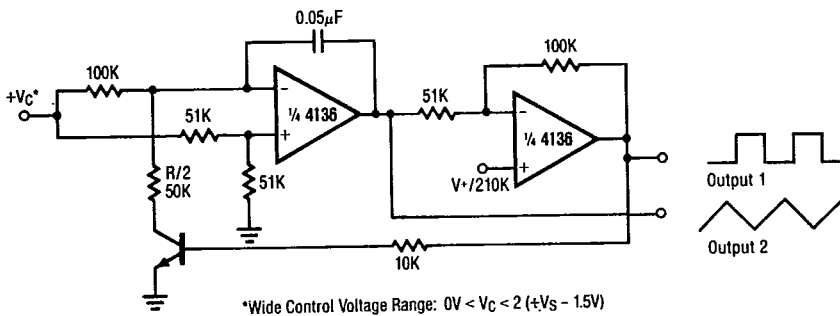 0.05µF
100K
100K
+VC*
51K
¼ 4136
51K
¼ 4136
R/2
50K
51K
V+/210K
Output 1
Output 2
10K
*Wide Control Voltage Range: 0V < VC < 2 (+VS – 1.5V)
-
+
-
+